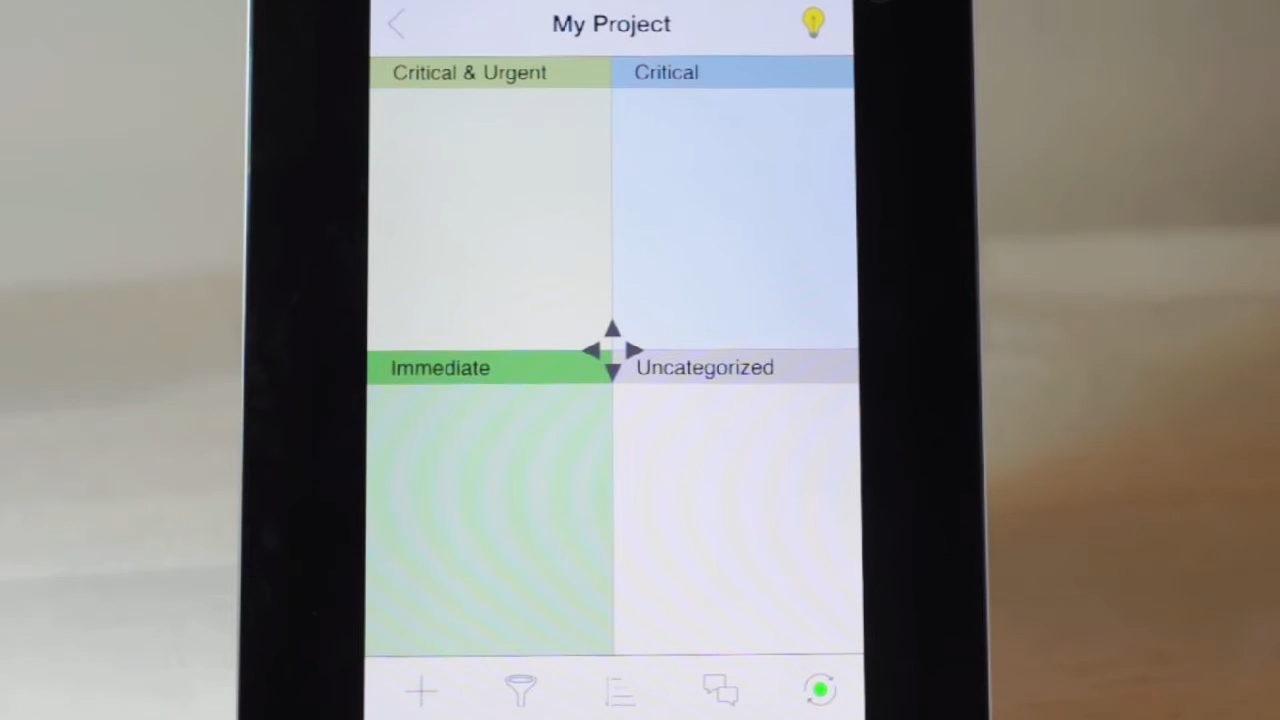 My Project
Critical & Urgent
Critical
Immediate
Uncategorized